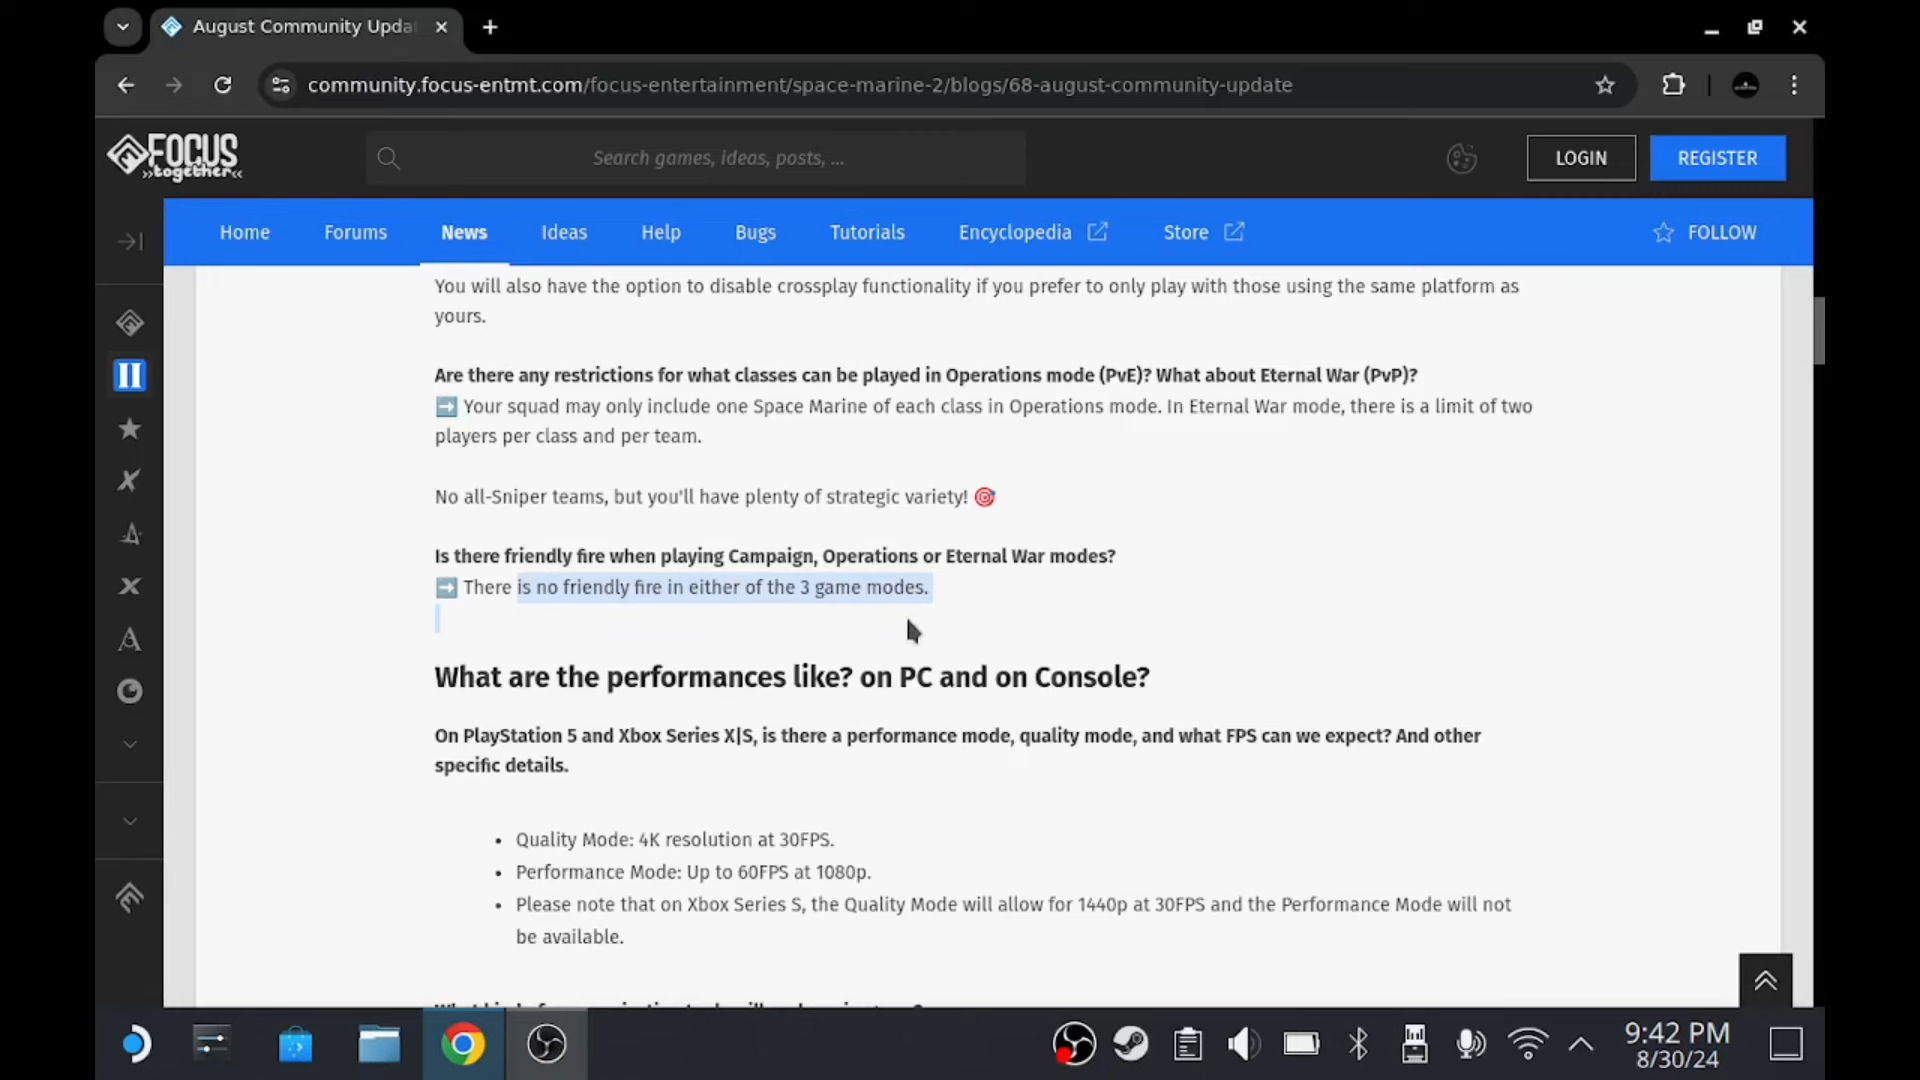 August Community Upda
community.focus-entmt.com/focus-entertainment/space-marine-2/blogs/68-august-community-update
FOCUS
»together«
Search games, ideas, posts, ...
LOGIN
REGISTER
Home
Forums
News
Ideas
Help
Bugs
Tutorials
Encyclopedia
Store
FOLLOW
You will also have the option to disable crossplay functionality if you prefer to only play with those using the same platform as
yours.
Are there any restrictions for what classes can be played in Operations mode (PvE)? What about Eternal War (PvP)?
➡️ Your squad may only include one Space Marine of each class in Operations mode. In Eternal War mode, there is a limit of two
players per class and per team.
No all-Sniper teams, but you'll have plenty of strategic variety! 🎯
Is there friendly fire when playing Campaign, Operations or Eternal War modes?
➡️ There is no friendly fire in either of the 3 game modes.
What are the performances like? on PC and on Console?
On PlayStation 5 and Xbox Series X|S, is there a performance mode, quality mode, and what FPS can we expect? And other
specific details.
• Quality Mode: 4K resolution at 30FPS.
• Performance Mode: Up to 60FPS at 1080p.
• Please note that on Xbox Series S, the Quality Mode will allow for 1440p at 30FPS and the Performance Mode will not
be available.
9:42 PM
8/30/24